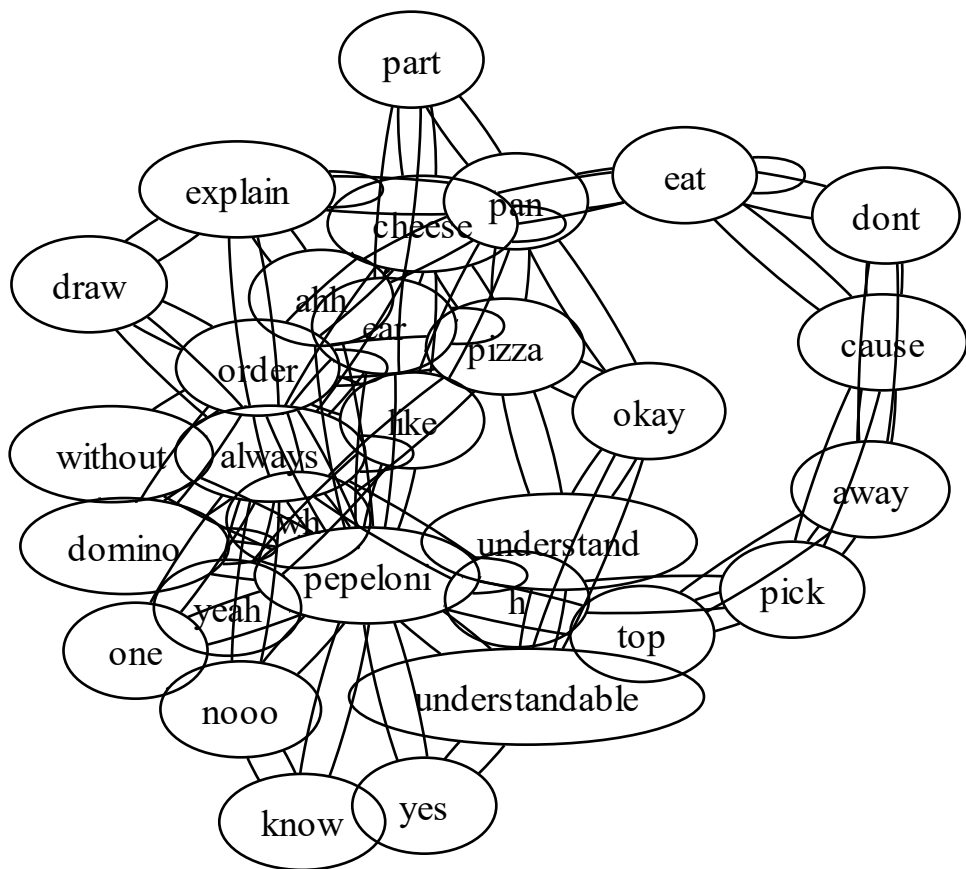 part
explain
eat
pan
dont
cheese
draw
ahh
ear
cause
pizza
order
okay
like
without
always
away
wh
domino
understand
pepeloni
pick
h
yeah
top
one
understandable
nooo
yes
know